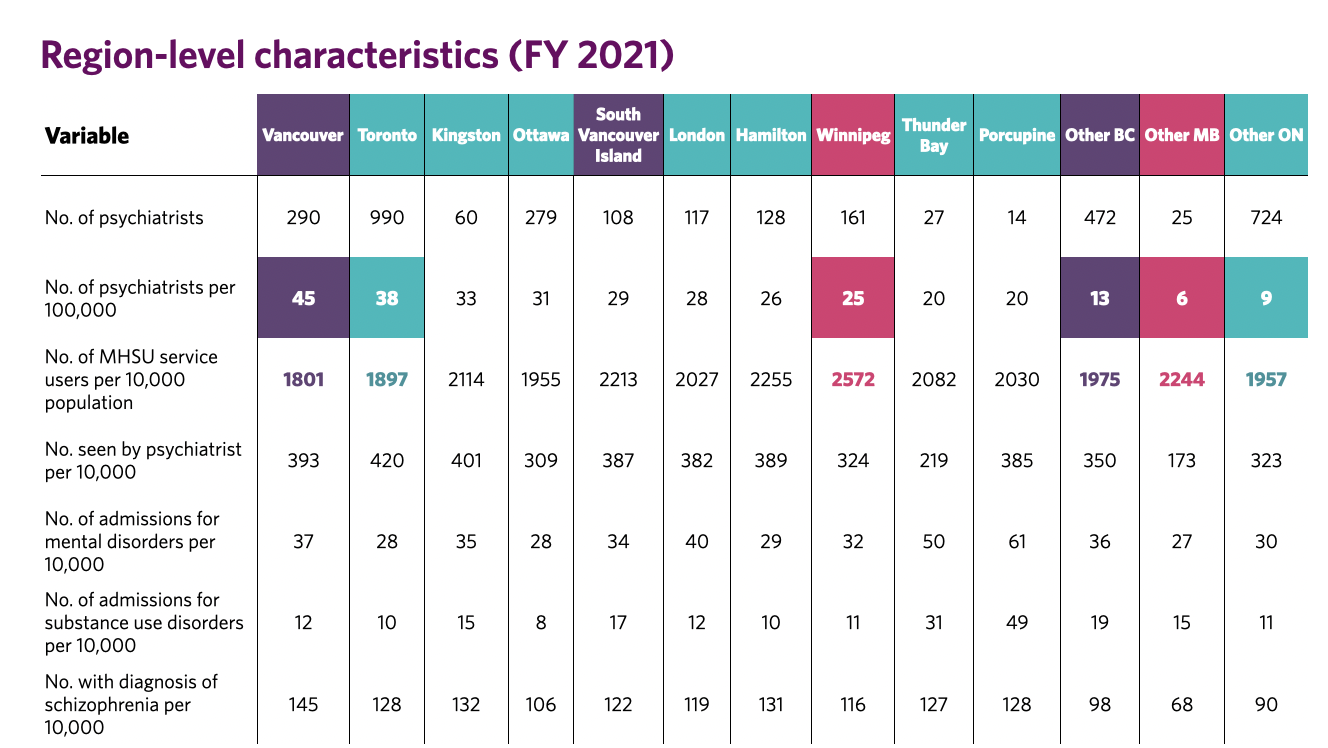 Region-level characteristics (FY 2021)
Variable Vancouver Toronto Kingston Ottawa South Vancouver Island London Hamilton Winnipeg Thunder Bay Porcupine Other BC Other MB Other ON
No. of psychiatrists 290 990 60 279 108 117 128 161 27 14 472 25 724
No. of psychiatrists per
100,000 45 38 33 31 29 28 26 25 20 20 13 6 9
No. of MHSU service
users per 10,000 1801 1897 2114 1955 2213 2027 2255 2572 2082 2030 1975 2244 1957
population
No. seen by psychiatrist
per 10,000 393 420 401 309 387 382 389 324 219 385 350 173 323
No. of admissions for
mental disorders per 37 28 35 28 34 40 29 32 50 61 36 27 30
10,000
No. of admissions for
substance use disorders 12 10 15 8 17 12 10 11 31 49 19 15 11
per 10,000
No. with diagnosis of
schizophrenia per 145 128 132 106 122 119 131 116 127 128 98 68 90
10,000